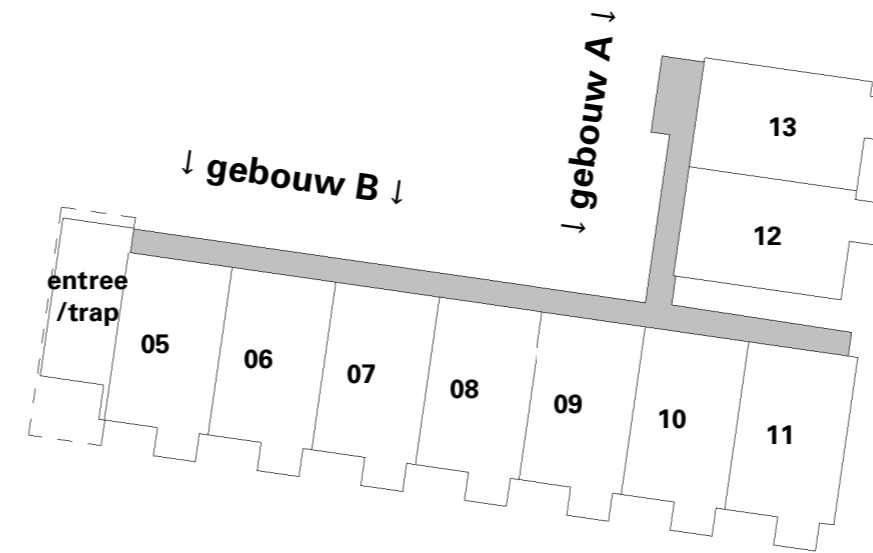 ↓ gebouw B ↓
↓ gebouw A ↓
13
12
entree
/trap
05
06
07
08
09
10
11